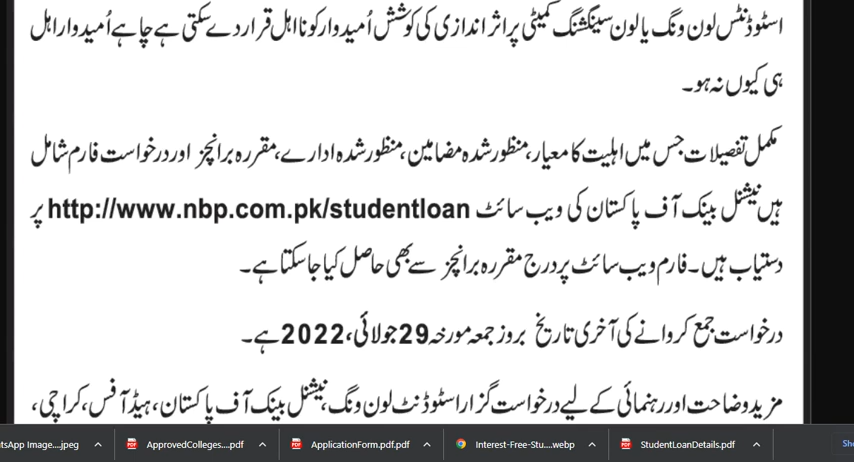 اسٹوڈنٹس لون ونگ یا لون سینگشنگ کمیٹی پر اثر اندازی کی کوشش اُمیدوار کو نااہل قرار دے سکتی ہے چاہے اُمیدوار اہل
ہی کیوں نہ ہو۔
مکمل تفصیلات جس میں اہلیت کا معیار، منظور شدہ مضامین، منظور شدہ ادارے، مقررہ برانچز اور درخواست فارم شامل
ہیں نیشنل بینک آف پاکستان کی ویب سائٹ http://www.nbp.com.pk/studentloan پر
دستیاب ہیں۔ فارم ویب سائٹ پر درج مقررہ برانچز سے بھی حاصل کیا جاسکتا ہے۔
درخواست جمع کروانے کی آخری تاریخ بروز جمعہ مورخہ 29 جولائی، 2022 ہے۔
مزید وضاحت اور رہنمائی کے لیے درخواست گزار اسٹوڈنٹ لون ونگ، نیشنل بینک آف پاکستان، ہیڈ آفس، کراچی،
tsApp Image....jpeg ApprovedColleges....pdf ApplicationForm.pdf.pdf Interest-Free-Stu....webp StudentLoanDetails.pdf Sho